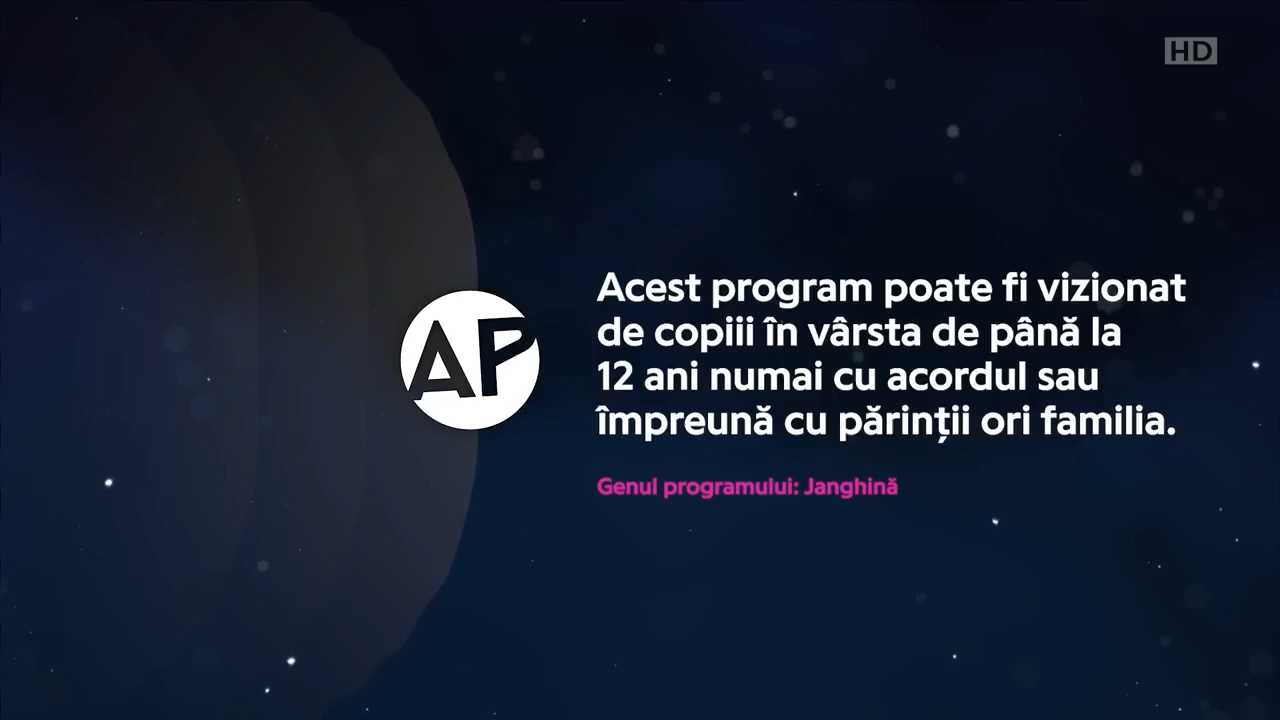 HD
Acest program poate fi vizionat
de copiii în vârsta de până la
12 ani numai cu acordul sau
împreună cu părinții ori familia.
AP
Genul programului: Janghină